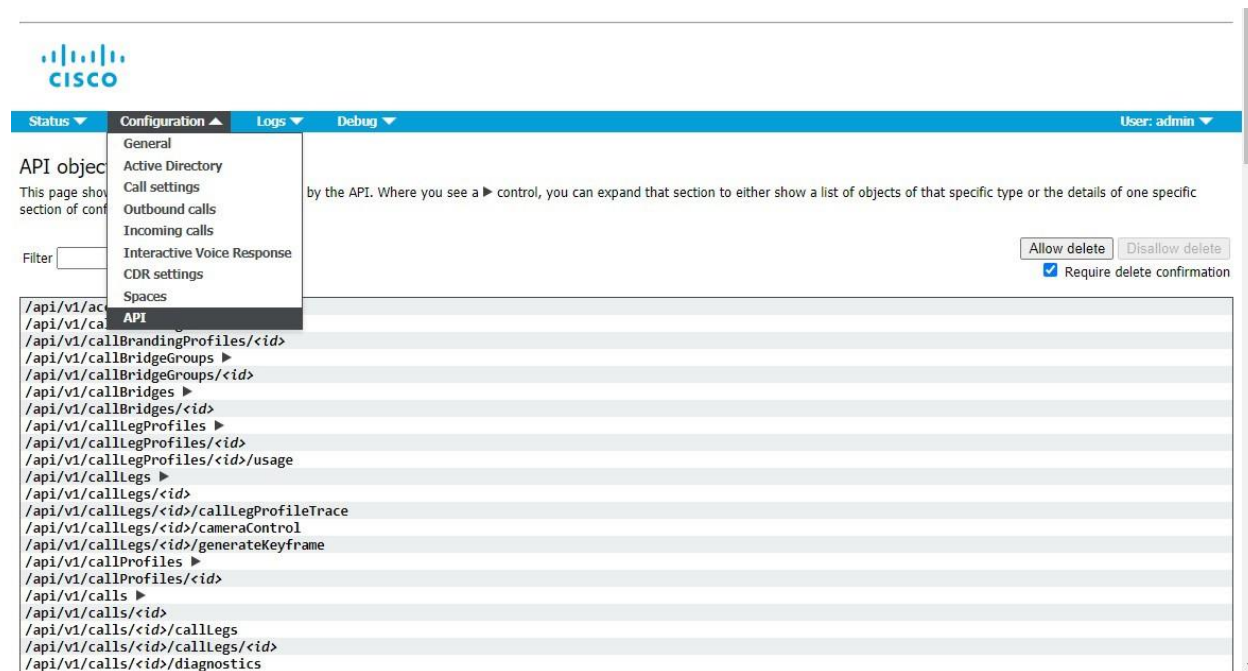 CISCO
Status ▼ Configuration ▲ Logs ▼ Debug ▼ User: admin ▼
General
Active Directory
Call settings
Outbound calls
Incoming calls
Interactive Voice Response
CDR settings
Spaces
API
API objec
This page shov by the API. Where you see a ▶ control, you can expand that section to either show a list of objects of that specific type or the details of one specific
section of conf
Filter
Allow delete Disallow delete
Require delete confirmation
/api/v1/ac
/api/v1/ca
/api/v1/callBrandingProfiles/<id>
/api/v1/callBridgeGroups ▶
/api/v1/callBridgeGroups/<id>
/api/v1/callBridges ▶
/api/v1/callBridges/<id>
/api/v1/callLegProfiles ▶
/api/v1/callLegProfiles/<id>
/api/v1/callLegProfiles/<id>/usage
/api/v1/callLegs ▶
/api/v1/callLegs/<id>
/api/v1/callLegs/<id>/callLegProfileTrace
/api/v1/callLegs/<id>/cameraControl
/api/v1/callLegs/<id>/generateKeyframe
/api/v1/callProfiles ▶
/api/v1/callProfiles/<id>
/api/v1/calls ▶
/api/v1/calls/<id>
/api/v1/calls/<id>/callLegs
/api/v1/calls/<id>/callLegs/<id>
/api/v1/calls/<id>/diagnostics